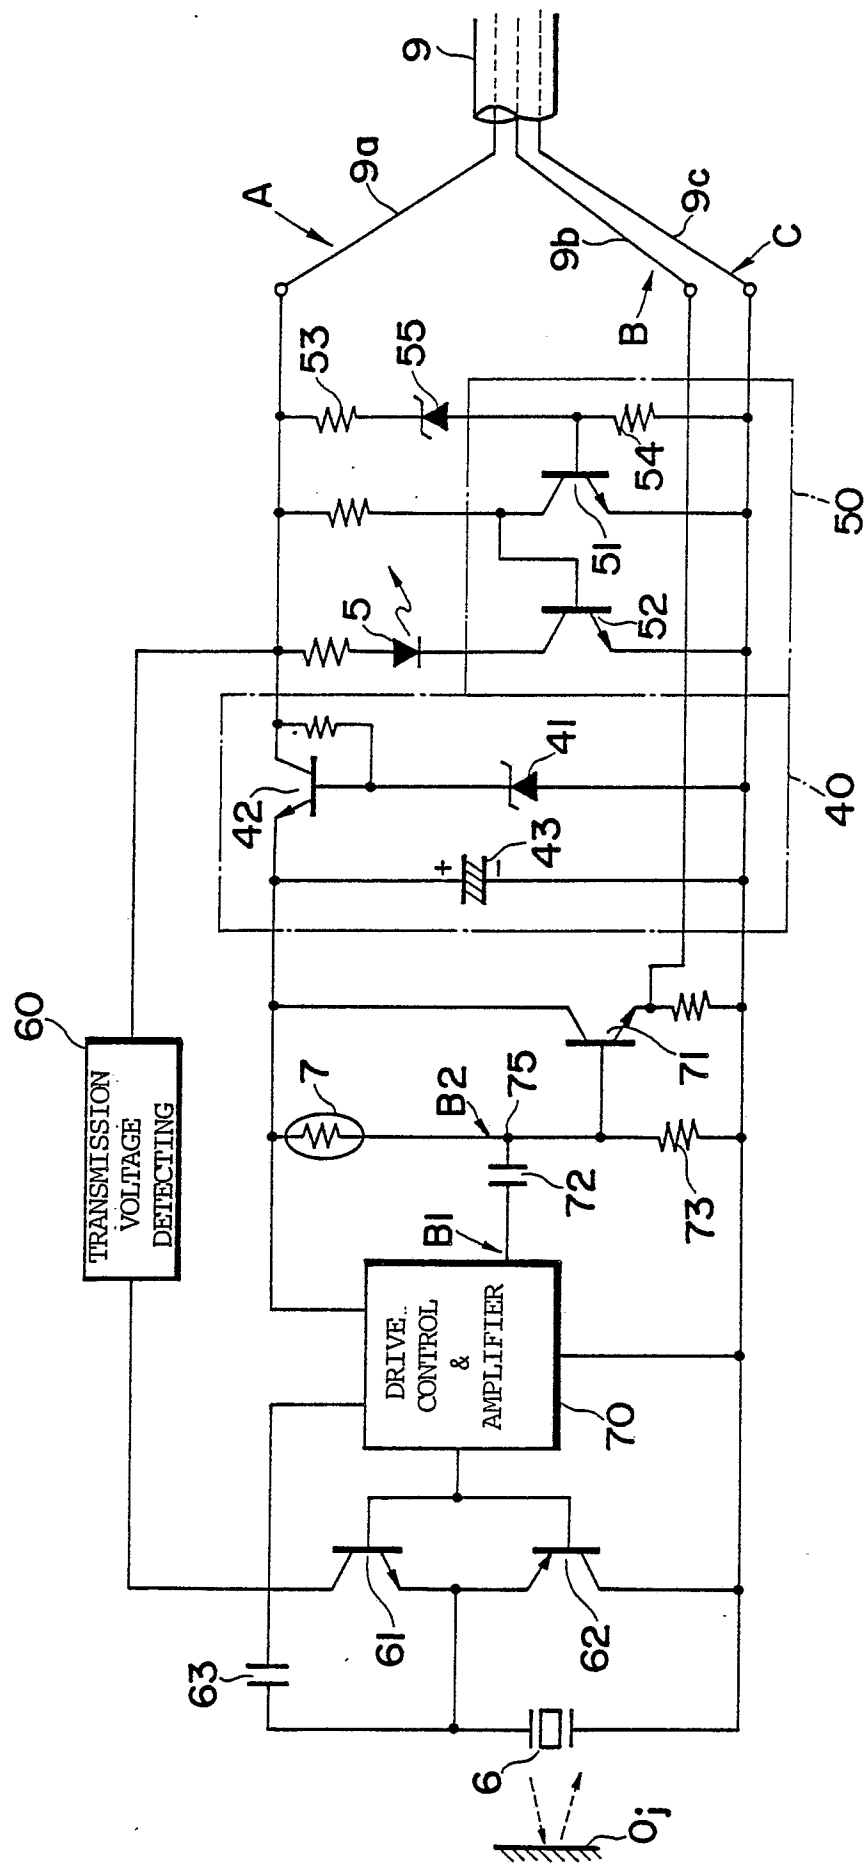 TRANSMISSION
VOLTAGE
DETECTING
60
63
61
62
6
Oj
DRIVE
CONTROL
&
AMPLIFIER
70
B1
72
B2
75
7
73
71
42
+
-
43
41
40
5
52
51
54
53
55
50
A
9a
9
9b
B
9c
C